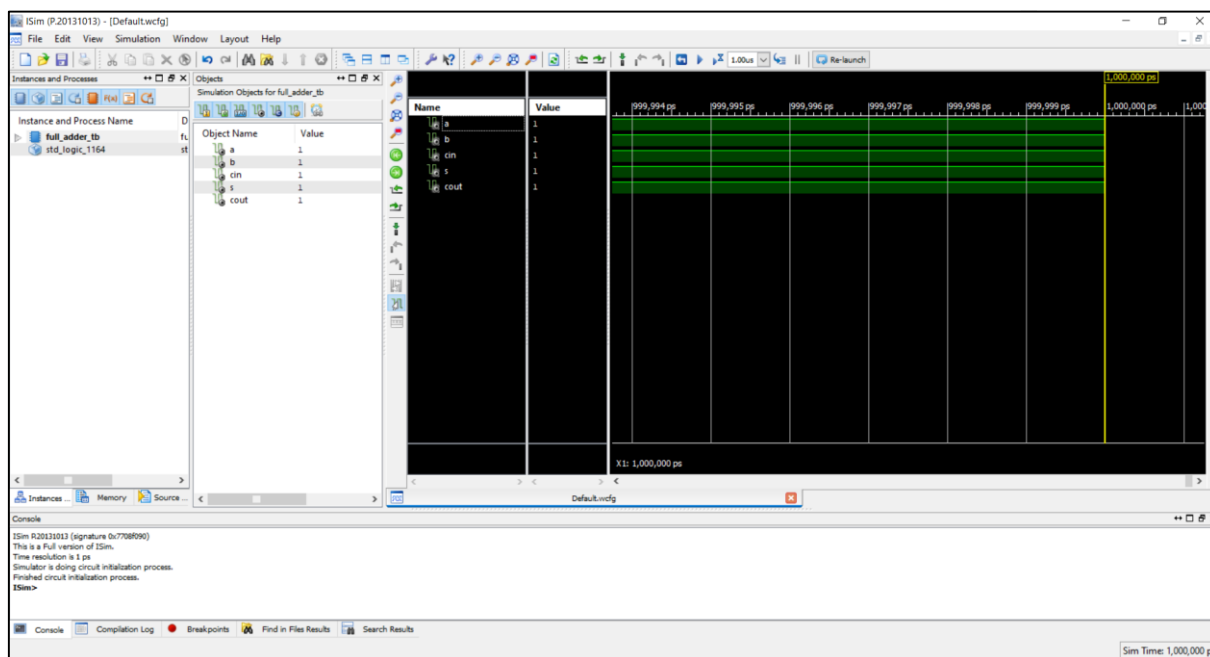 ISim (P.20131013) - [Default.wcfg]
File Edit View Simulation Window Layout Help
1.00us Re-launch
Instances and Processes
Instance and Process Name D
full_adder_tb fu
std_logic_1164 st
Instances ... Memory Source ...
Objects
Simulation Objects for full_adder_tb
Object Name Value
a 1
b 1
cin 1
s 1
cout 1
Name Value
a 1
b 1
cin 1
s 1
cout 1
1,000,000 ps
999,994 ps 999,995 ps 999,996 ps 999,997 ps 999,998 ps 999,999 ps 1,000,000 ps 1,000
X1: 1,000,000 ps
Default.wcfg
Console
ISim P.20131013 (signature 0x7708f090)
This is a Full version of ISim.
Time resolution is 1 ps
Simulator is doing circuit initialization process.
Finished circuit initialization process.
ISim>
Console Compilation Log Breakpoints Find in Files Results Search Results
Sim Time: 1,000,000 p